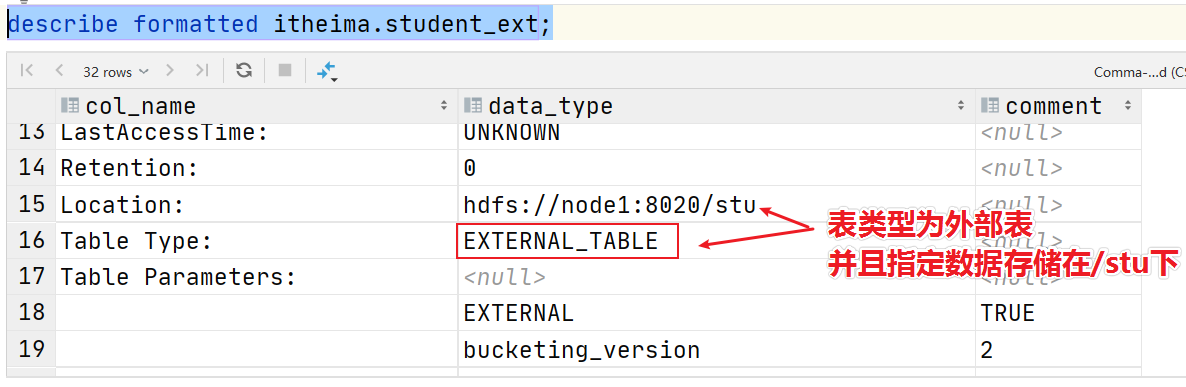 describe formatted itheima.student_ext;
32 rows
Comma-...d (CS
col_name data_type comment
13 LastAccessTime: UNKNOWN <null>
14 Retention: 0 <null>
15 Location: hdfs://node1:8020/stu <null>
16 Table Type: EXTERNAL_TABLE <null>
17 Table Parameters: <null> <null>
18 EXTERNAL TRUE
19 bucketing_version 2
表类型为外部表
并且指定数据存储在/stu下